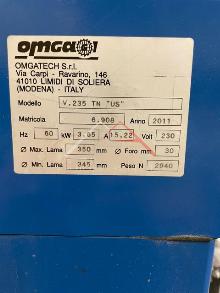 omga
OMGATECH S.r.l.
Via Carpi - Ravarino, 146
41010 LIMIDI DI SOLIERA
(MODENA) - ITALY
Modello V.235 TN "US"
Matricola 6.908 Anno 2011
Hz 60 kW 3.85 A 15.22 Volt 230
Ø Max. Lama 350 mm Ø Foro mm 30
Ø Min. Lama 345 mm Peso N 2940